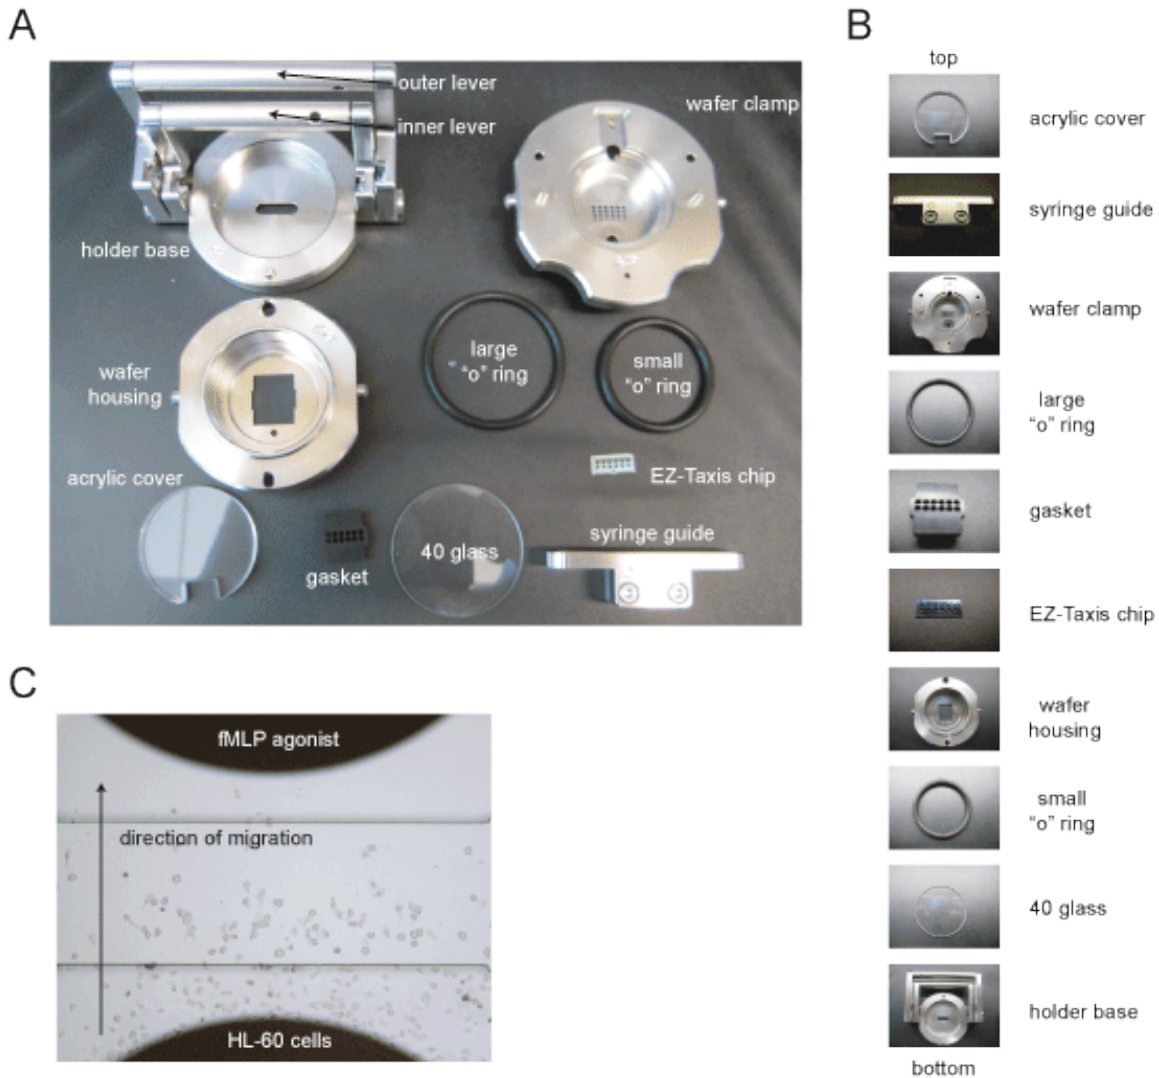 A
outer lever
inner lever
wafer clamp
holder base
wafer
housing
large
"o" ring
small
"o" ring
acrylic cover
EZ-Taxis chip
gasket
40 glass
syringe guide
B
top
acrylic cover
syringe guide
wafer clamp
large
"o" ring
gasket
EZ-Taxis chip
wafer
housing
small
"o" ring
40 glass
holder base
bottom
C
fMLP agonist
direction of migration
HL-60 cells